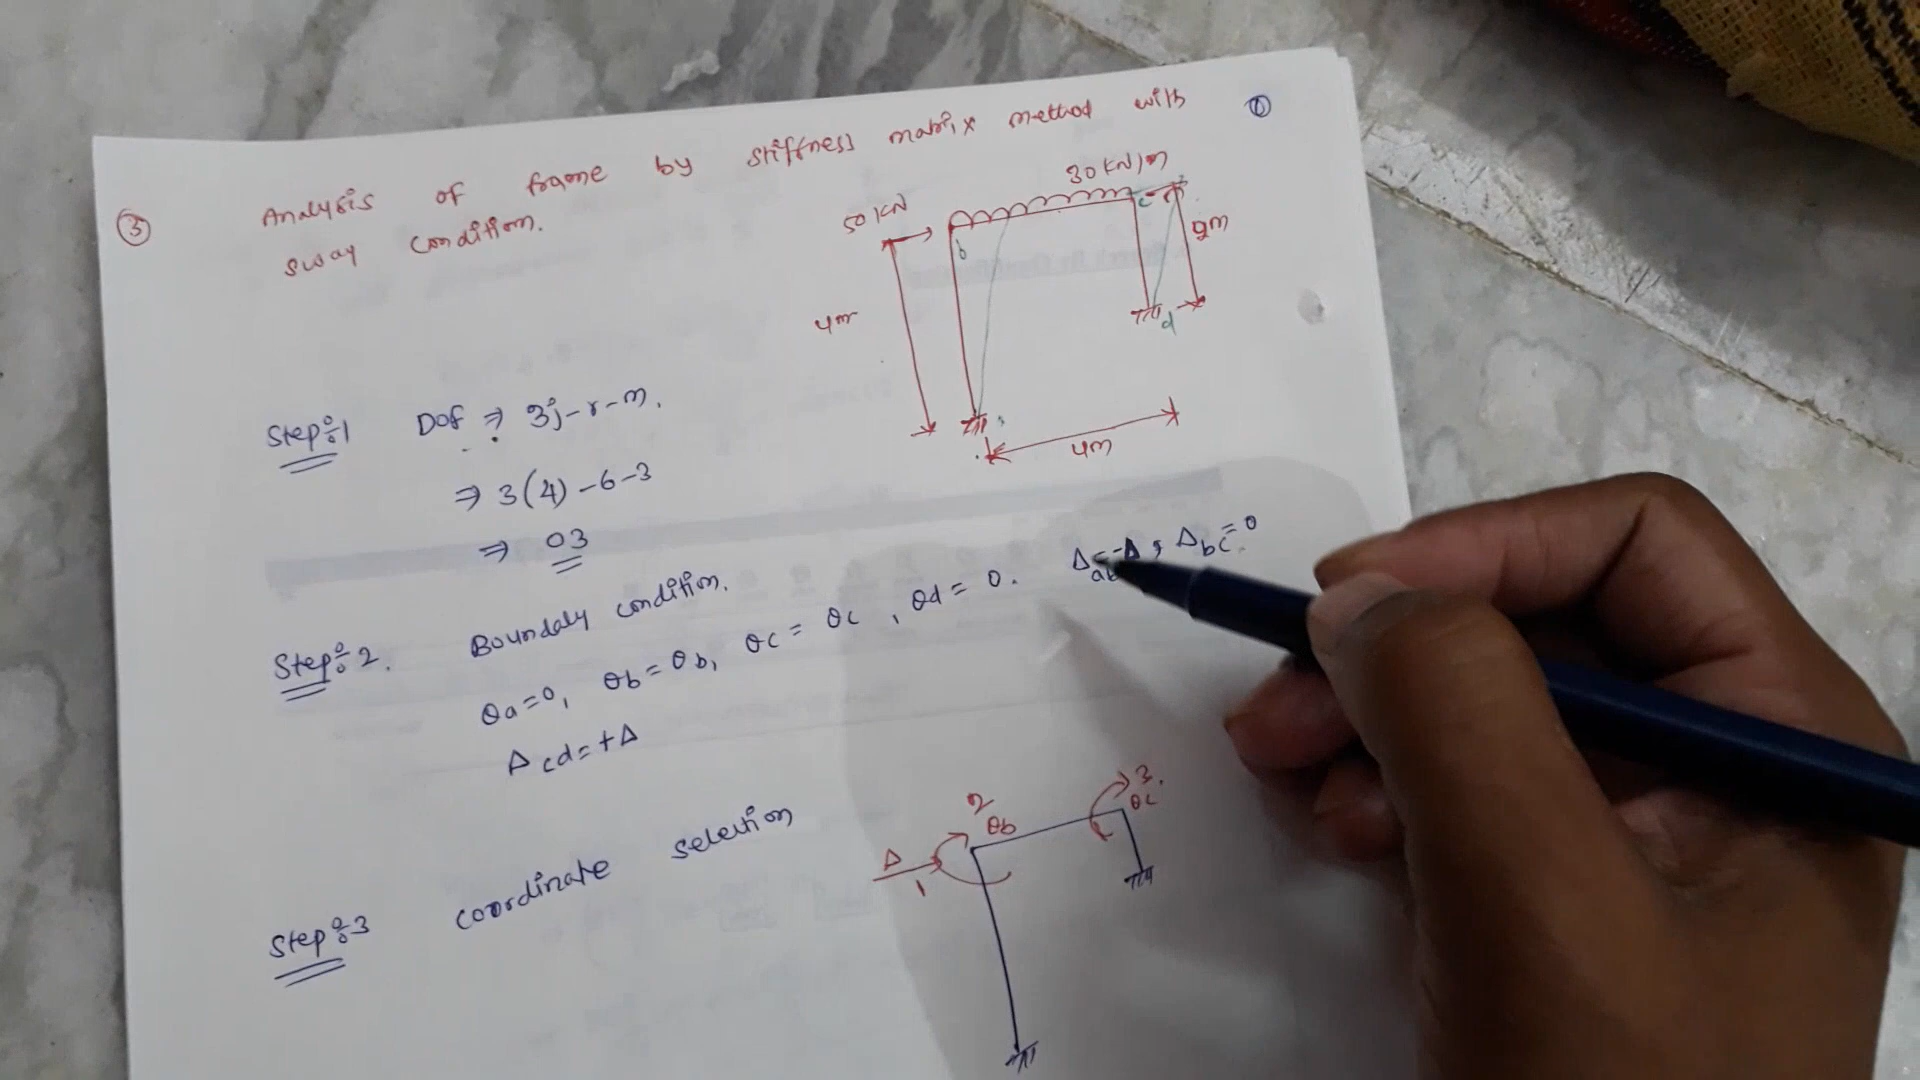 ①
③ Analysis of frame by stiffness matrix method with
sway condition.
50 KN
30 KN/m
b
c
2m
4m
d
4m
Step:1 Dof ⇒ 3j-r-m.
⇒ 3(4)-6-3
⇒ 03
Step:2. Boundary condition.
θa=0, θb=θb, θc=θc, θd=0. Δab=-Δ, Δbc=0
Δcd=+Δ
Step:3 coordinate selection
Δ
1
2
θb
3.
θc